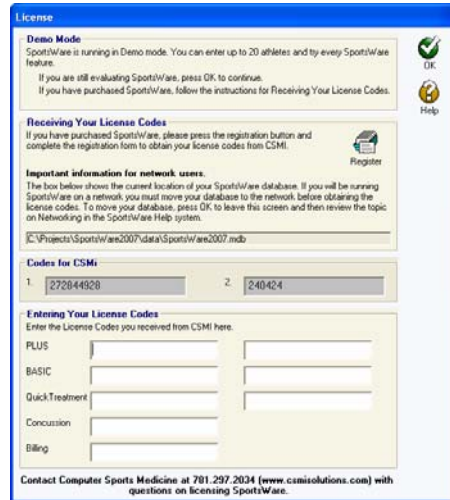 License
Demo Mode
SportsWare is running in Demo mode. You can enter up to 20 athletes and try every SportsWare
feature.
If you are still evaluating SportsWare, press OK to continue.
If you have purchased SportsWare, follow the instructions for Receiving Your License Codes.
OK
Help
Receiving Your License Codes
If you have purchased SportsWare, please press the registration button and
complete the registration form to obtain your license codes from CSMI.
Register
Important information for network users.
The box below shows the current location of your SportsWare database. If you will be running
SportsWare on a network you must move your database to the network before obtaining the
license codes. To move your database, press OK to leave this screen and then review the topic
on Networking in the SportsWare Help system.
C:\Projects\SportsWare2007\data\SportsWare2007.mdb
Codes for CSMi
1. 272844928 2. 240424
Entering Your License Codes
Enter the License Codes you received from CSMI here.
PLUS
BASIC
QuickTreatment
Concussion
Billing
Contact Computer Sports Medicine at 781.297.2034 (www.csmisolutions.com) with
questions on licensing SportsWare.